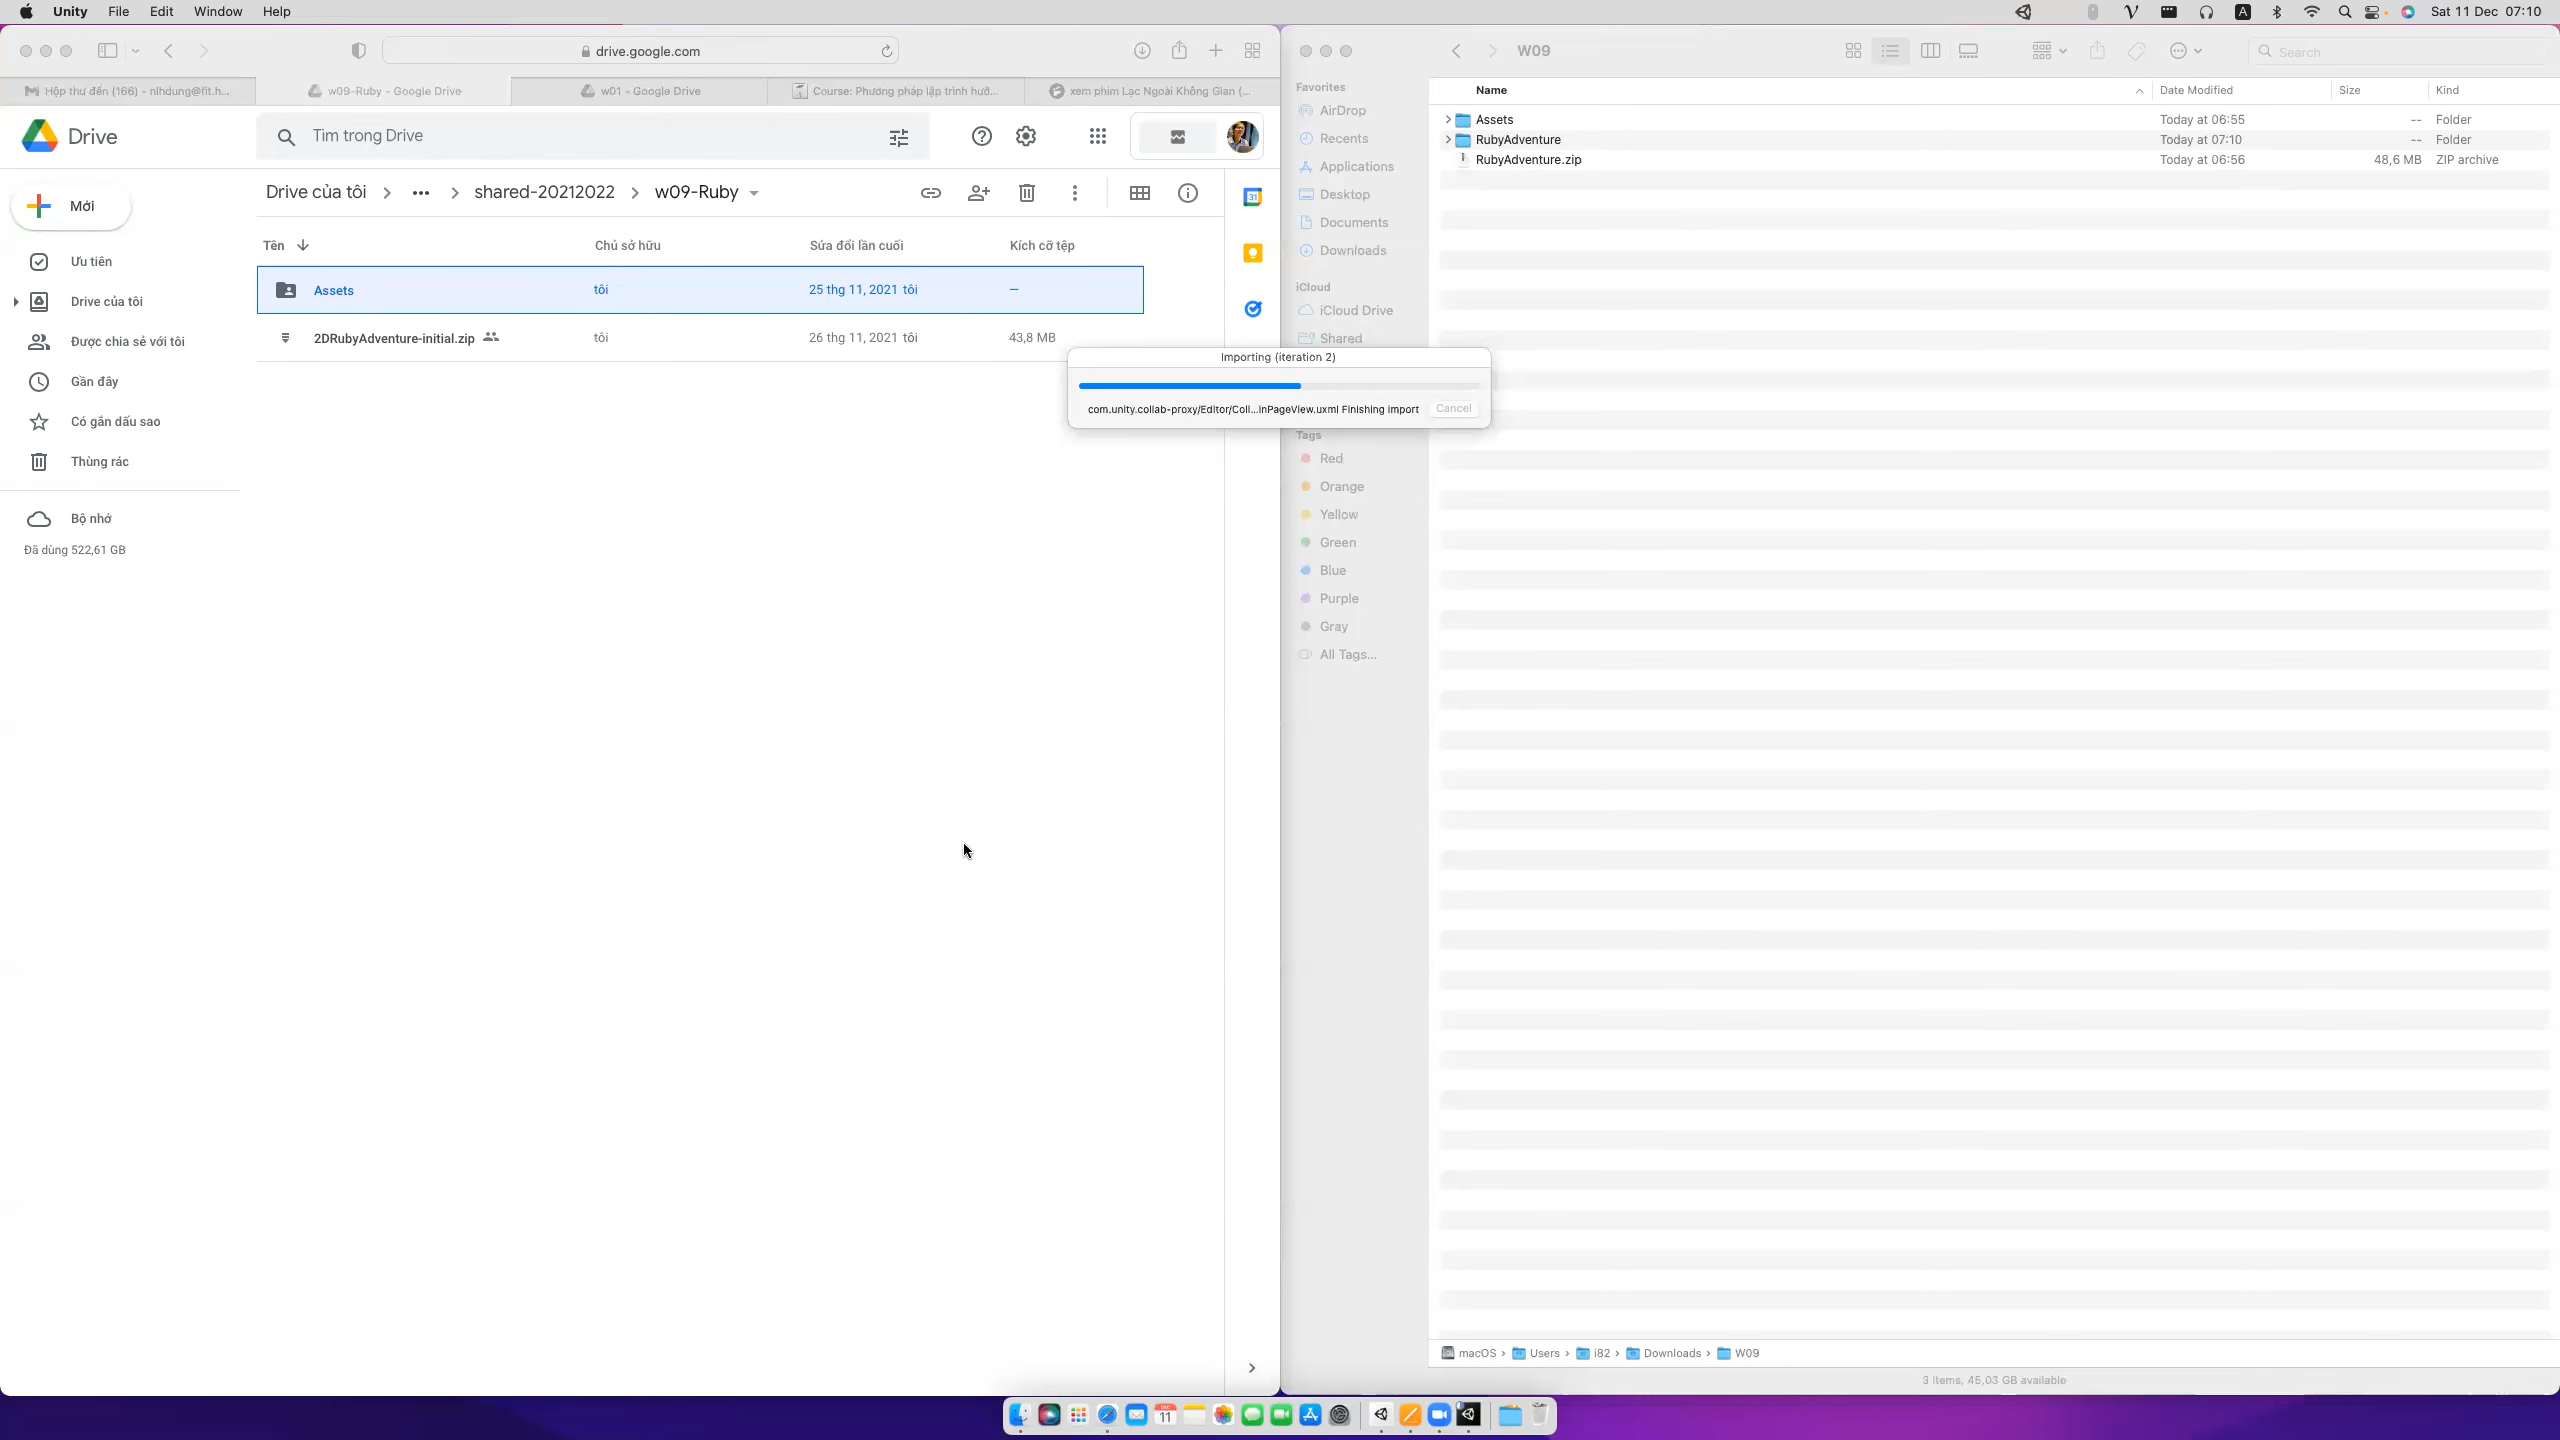 Unity File Edit Window Help
A Sat 11 Dec 07:10
drive.google.com
Hộp thư đến (166) - nlhdung@fit.h...
w09-Ruby - Google Drive
w01 - Google Drive
Course: Phương pháp lập trình hướ...
xem phim Lạc Ngoài Không Gian (...
Drive
Tìm trong Drive
Mới
Ưu tiên
Drive của tôi
Được chia sẻ với tôi
Gần đây
Có gắn dấu sao
Thùng rác
Bộ nhớ
Đã dùng 522,61 GB
Drive của tôi > ••• > shared-20212022 > w09-Ruby
Tên Chủ sở hữu Sửa đổi lần cuối Kích cỡ tệp
Assets tôi 25 thg 11, 2021 tôi —
2DRubyAdventure-initial.zip tôi 26 thg 11, 2021 tôi 43,8 MB
31
Importing (iteration 2)
com.unity.collab-proxy/Editor/Coll...inPageView.uxml Finishing import
Cancel
W09
Search
Favorites
AirDrop
Recents
Applications
Desktop
Documents
Downloads
iCloud
iCloud Drive
Shared
Tags
Red
Orange
Yellow
Green
Blue
Purple
Gray
All Tags...
Name Date Modified Size Kind
Assets Today at 06:55 -- Folder
RubyAdventure Today at 07:10 -- Folder
RubyAdventure.zip Today at 06:56 48,6 MB ZIP archive
macOS › Users › i82 › Downloads › W09
3 items, 45,03 GB available
DEC
11